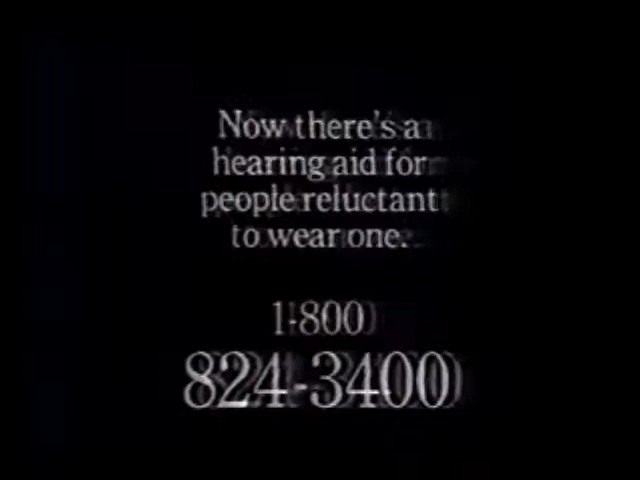 Now there's a
hearing aid for
people reluctant
to wear one.
1-800
824-3400